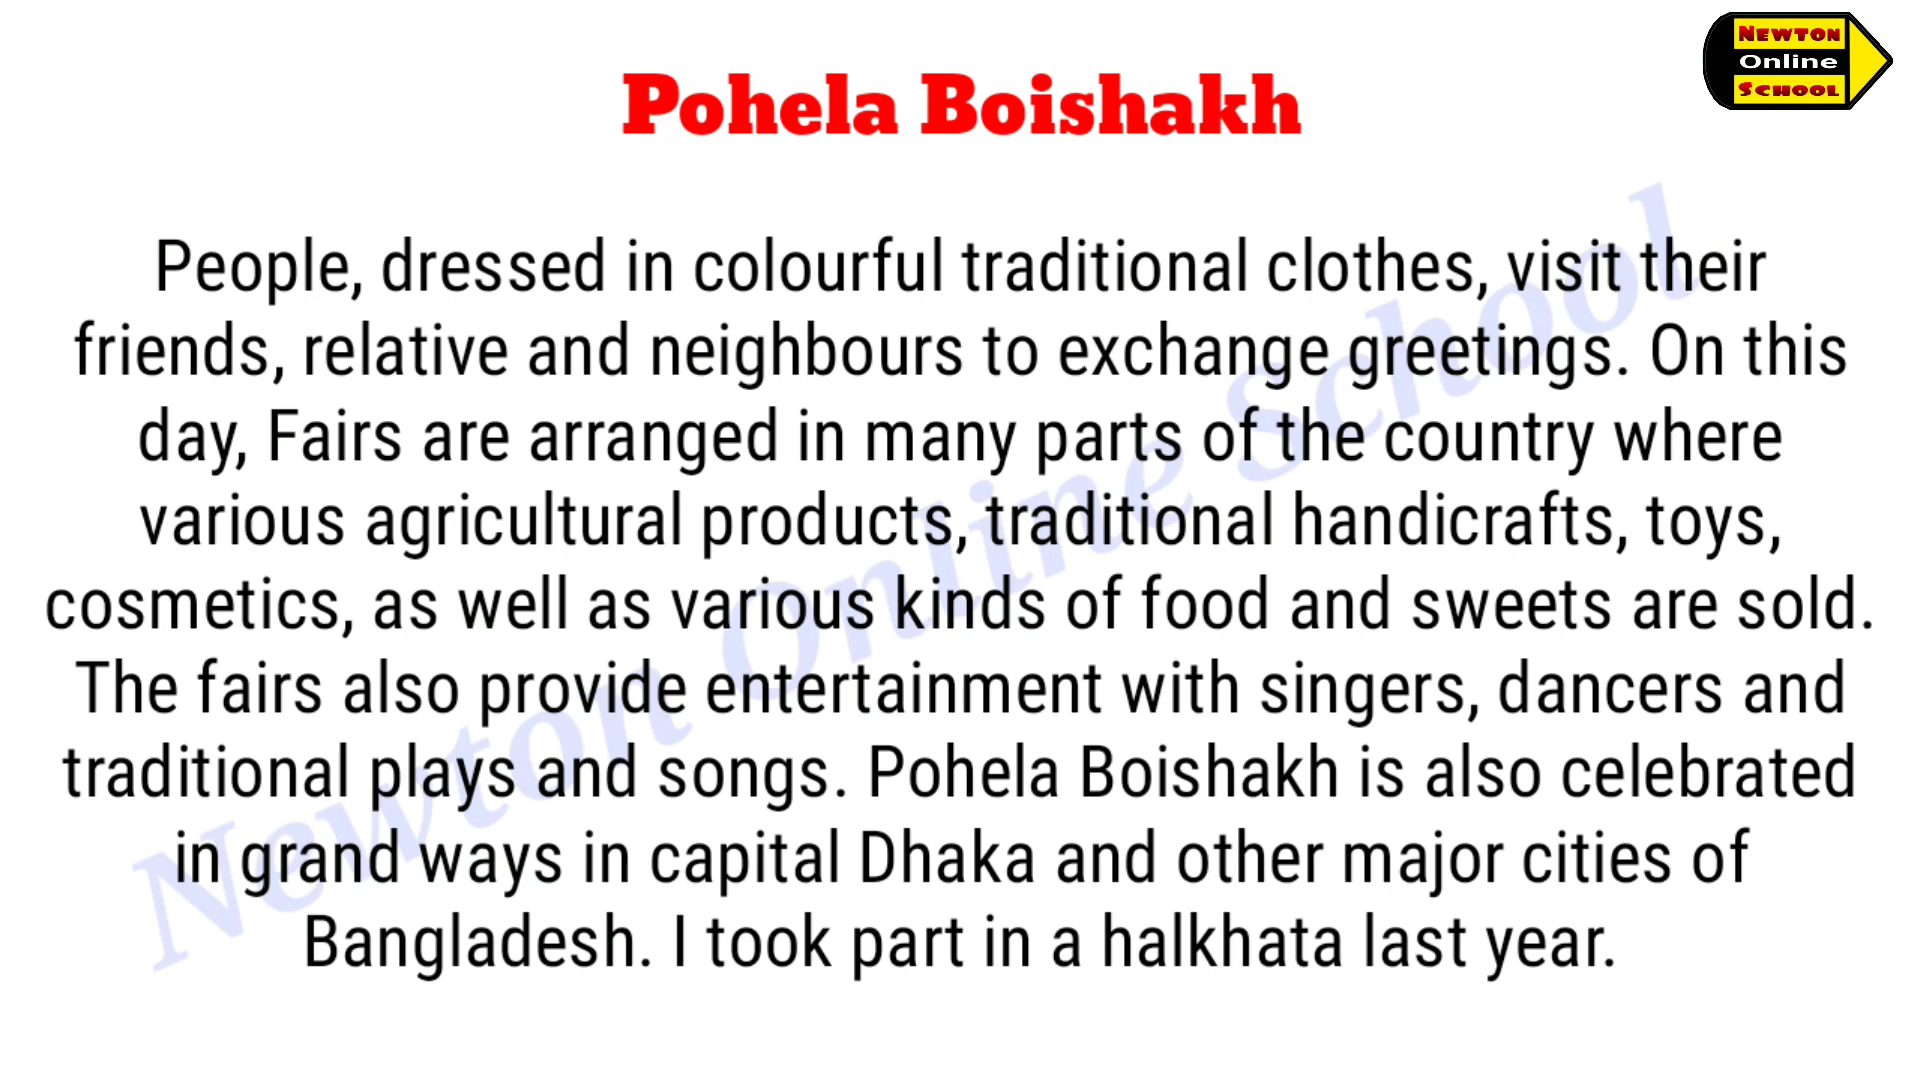 NEWTON
Online
SCHOOL
Pohela Boishakh
People, dressed in colourful traditional clothes, visit their
friends, relative and neighbours to exchange greetings. On this
day, Fairs are arranged in many parts of the country where
various agricultural products, traditional handicrafts, toys,
cosmetics, as well as various kinds of food and sweets are sold.
The fairs also provide entertainment with singers, dancers and
traditional plays and songs. Pohela Boishakh is also celebrated
in grand ways in capital Dhaka and other major cities of
Bangladesh. I took part in a halkhata last year.
Newton Online School